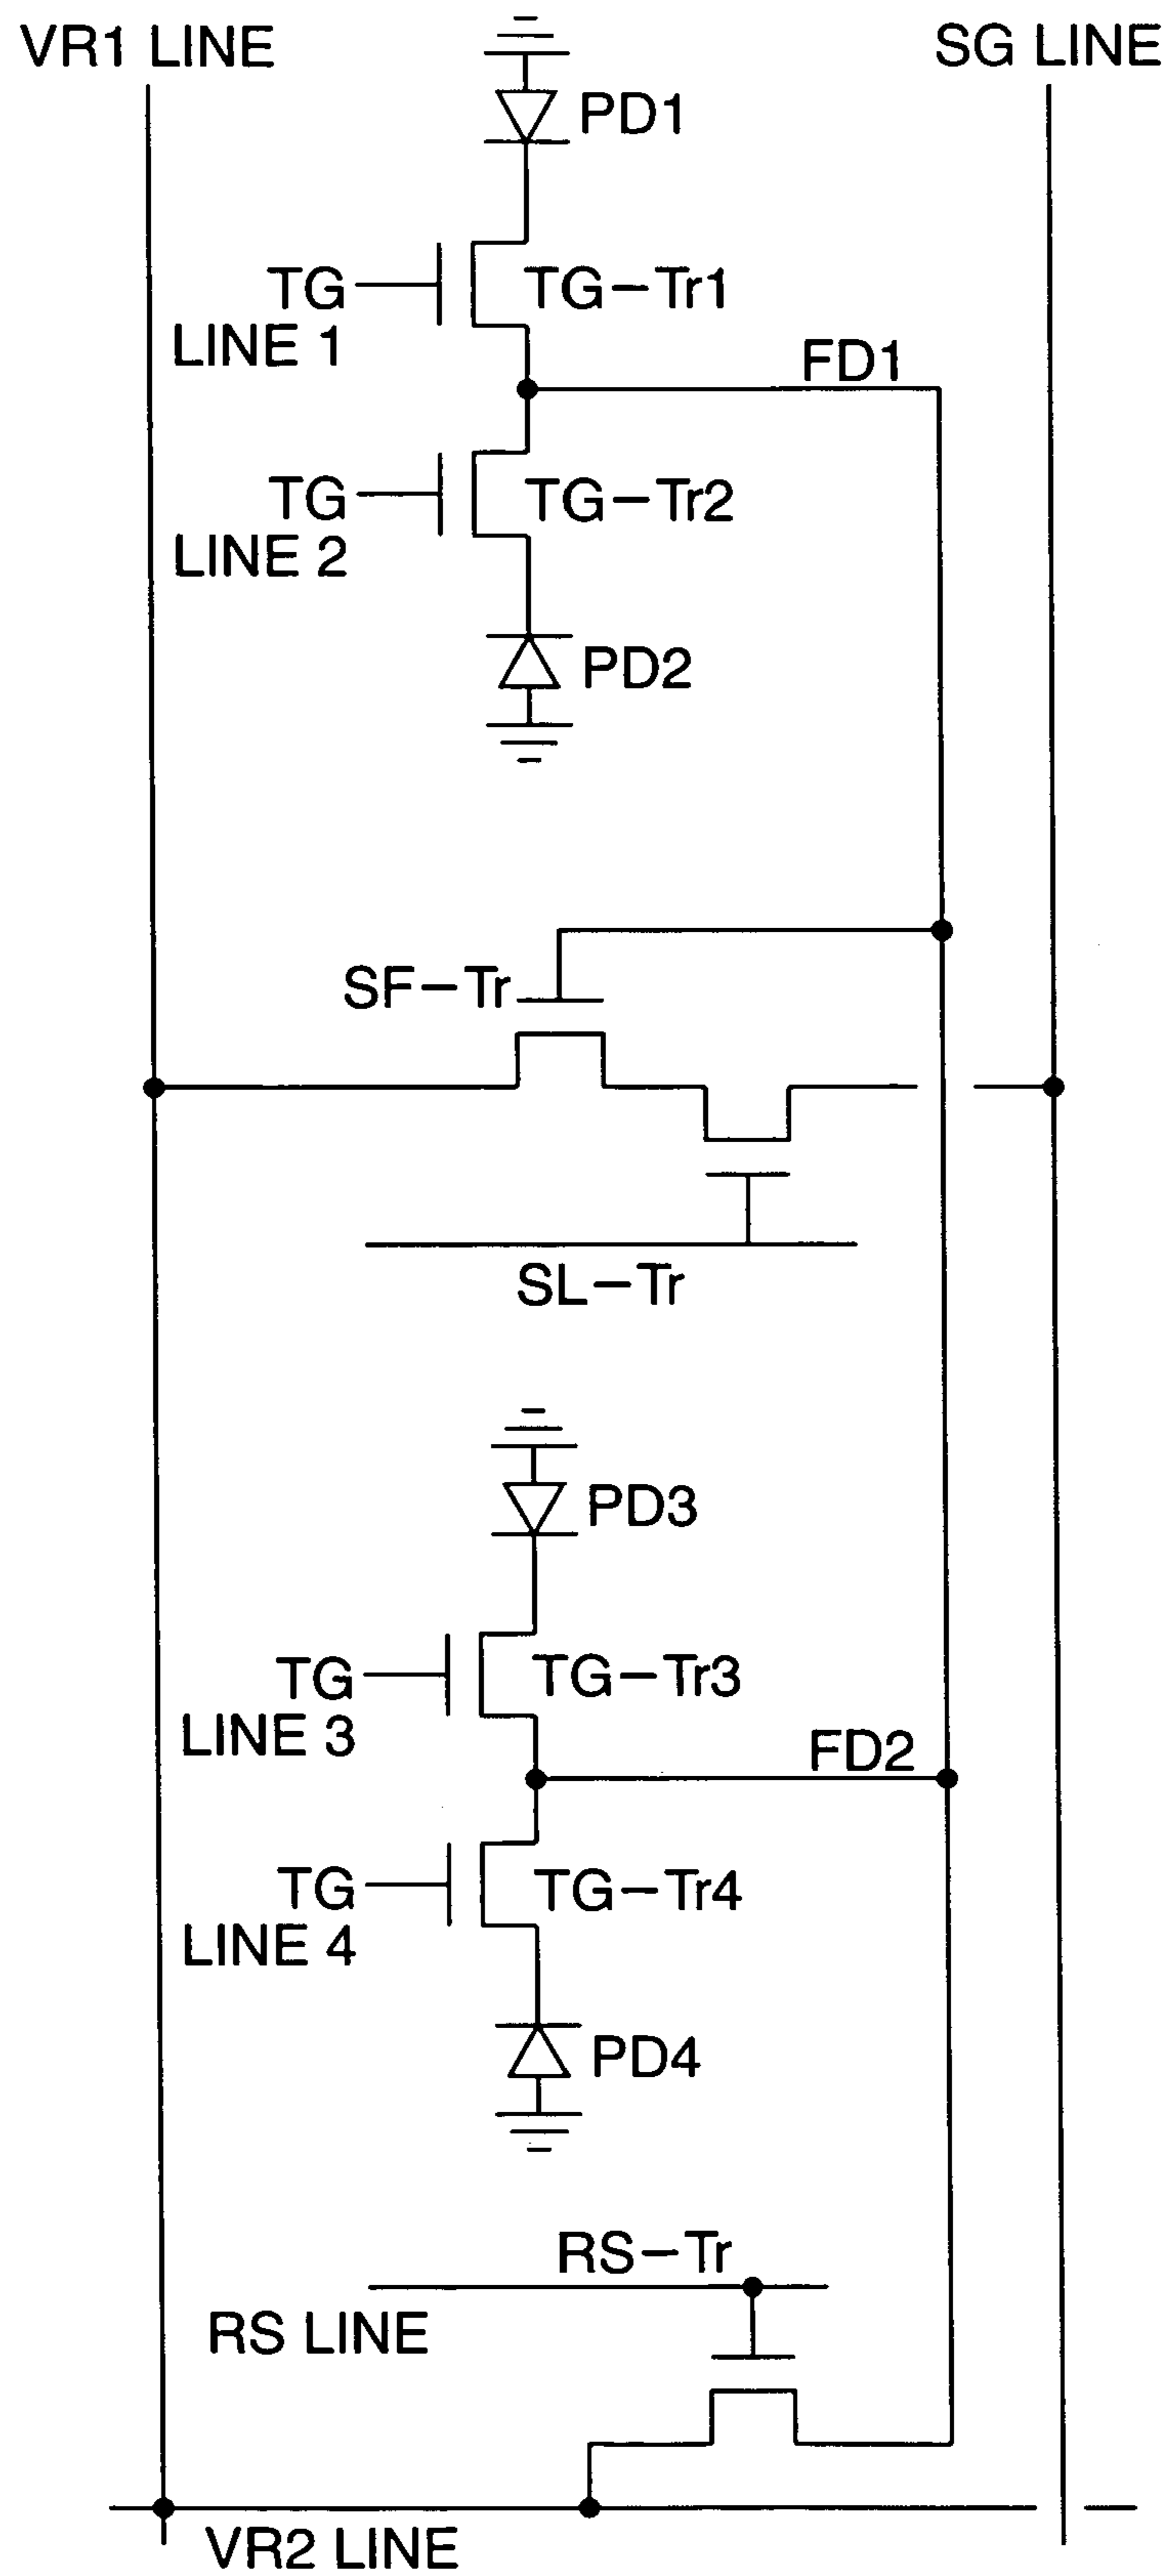 VR1 LINE
SG LINE
PD1
TG
LINE 1
TG-Tr1
FD1
TG
LINE 2
TG-Tr2
PD2
SF-Tr
SL-Tr
PD3
TG
LINE 3
TG-Tr3
FD2
TG
LINE 4
TG-Tr4
PD4
RS-Tr
RS LINE
VR2 LINE